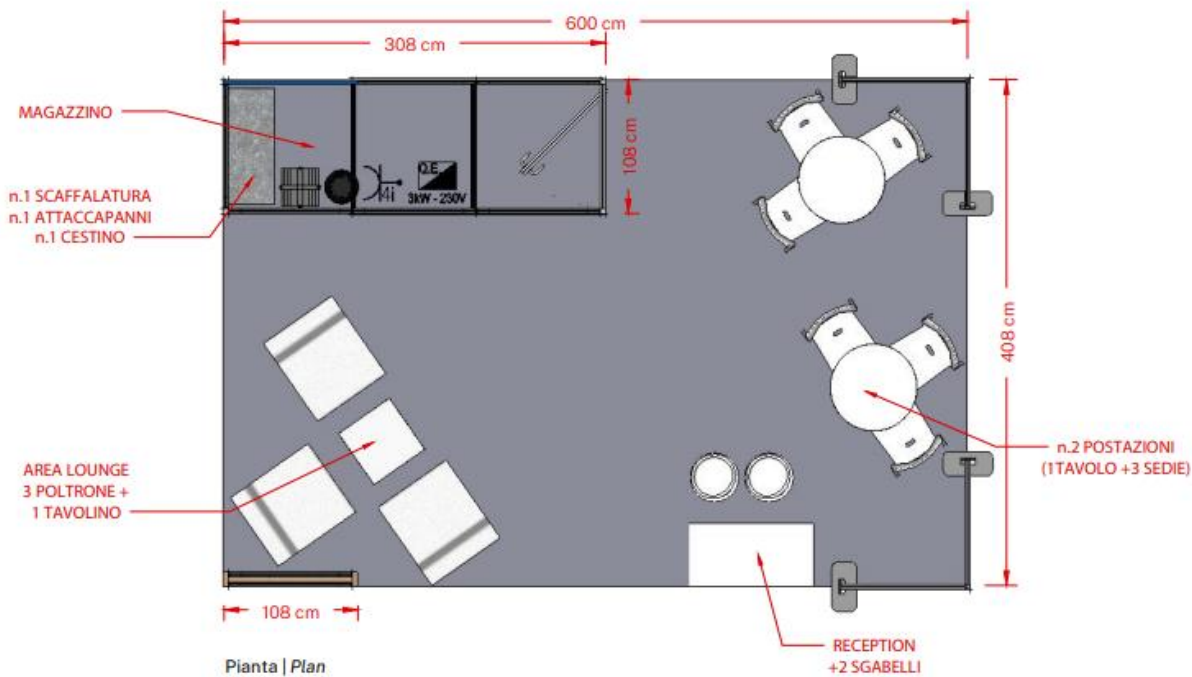 600 cm
308 cm
MAGAZZINO
108 cm
n.1 SCAFFALATURA
n.1 ATTACCAPANNI
n.1 CESTINO
4i
Q.E.
3kW - 230V
408 cm
AREA LOUNGE
3 POLTRONE +
1 TAVOLINO
n.2 POSTAZIONI
(1TAVOLO +3 SEDIE)
108 cm
RECEPTION
+2 SGABELLI
Pianta | Plan